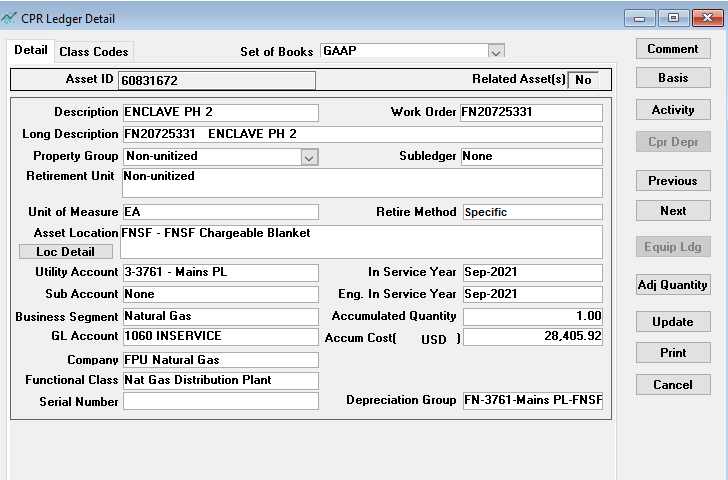 CPR Ledger Detail
Detail Class Codes Set of Books GAAP
Comment
Asset ID 60831672 Related Asset(s) No
Basis
Description ENCLAVE PH 2 Work Order FN20725331
Activity
Long Description FN20725331 ENCLAVE PH 2
Cpr Depr
Property Group Non-unitized Subledger None
Retirement Unit Non-unitized
Previous
Unit of Measure EA Retire Method Specific
Next
Asset Location FNSF - FNSF Chargeable Blanket
Loc Detail
Equip Ldg
Utility Account 3-3761 - Mains PL In Service Year Sep-2021
Adj Quantity
Sub Account None Eng. In Service Year Sep-2021
Business Segment Natural Gas Accumulated Quantity 1.00
Update
GL Account 1060 INSERVICE Accum Cost( USD ) 28,405.92
Print
Company FPU Natural Gas
Functional Class Nat Gas Distribution Plant
Cancel
Serial Number Depreciation Group FN-3761-Mains PL-FNSF